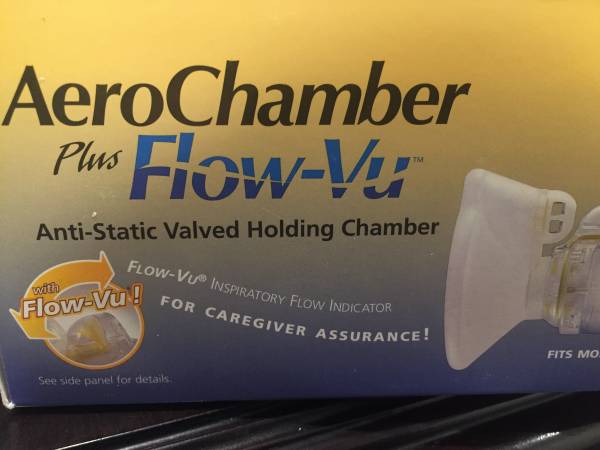 AeroChamber
Plus Flow-Vu™
Anti-Static Valved Holding Chamber
with
Flow-Vu!
FLOW-VU® INSPIRATORY FLOW INDICATOR
FOR CAREGIVER ASSURANCE!
See side panel for details.
FITS